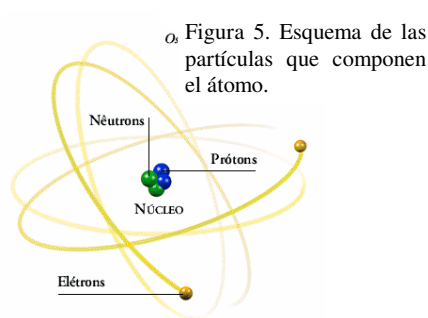 Os Figura 5. Esquema de las
partículas que componen
el átomo.
Nêutrons
Prótons
NÚCLEO
Elétrons